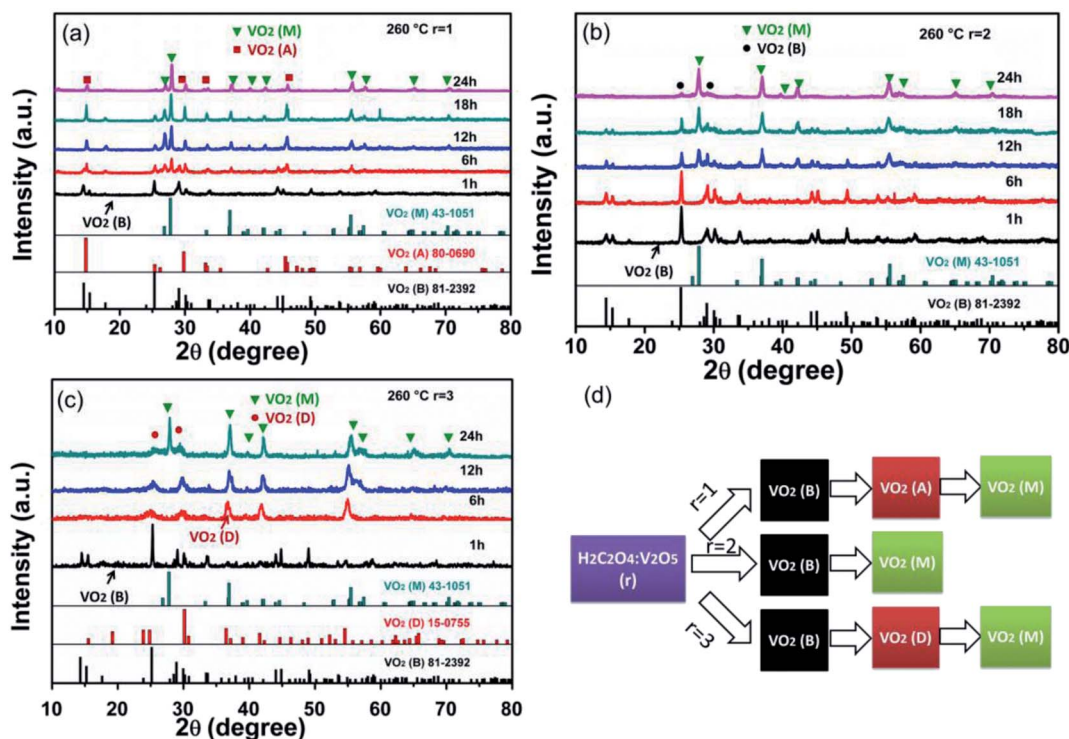 (a)
VO2 (M)
VO2 (A)
260 °C r=1
24h
18h
12h
6h
1h
VO2 (B)
VO2 (M) 43-1051
VO2 (A) 80-0690
VO2 (B) 81-2392
Intensity (a.u.)
10 20 30 40 50 60 70 80
2θ (degree)
(b)
VO2 (M)
VO2 (B)
260 °C r=2
24h
18h
12h
6h
1h
VO2 (B)
VO2 (M) 43-1051
VO2 (B) 81-2392
Intensity (a.u.)
10 20 30 40 50 60 70 80
2θ (degree)
(c)
VO2 (M)
VO2 (D)
260 °C r=3
24h
12h
6h
VO2 (D)
1h
VO2 (B)
VO2 (M) 43-1051
VO2 (D) 15-0755
VO2 (B) 81-2392
Intensity (a.u.)
10 20 30 40 50 60 70 80
2θ (degree)
(d)
H2C2O4:V2O5
(r)
r=1
VO2 (B)
VO2 (A)
VO2 (M)
r=2
VO2 (B)
VO2 (M)
r=3
VO2 (B)
VO2 (D)
VO2 (M)